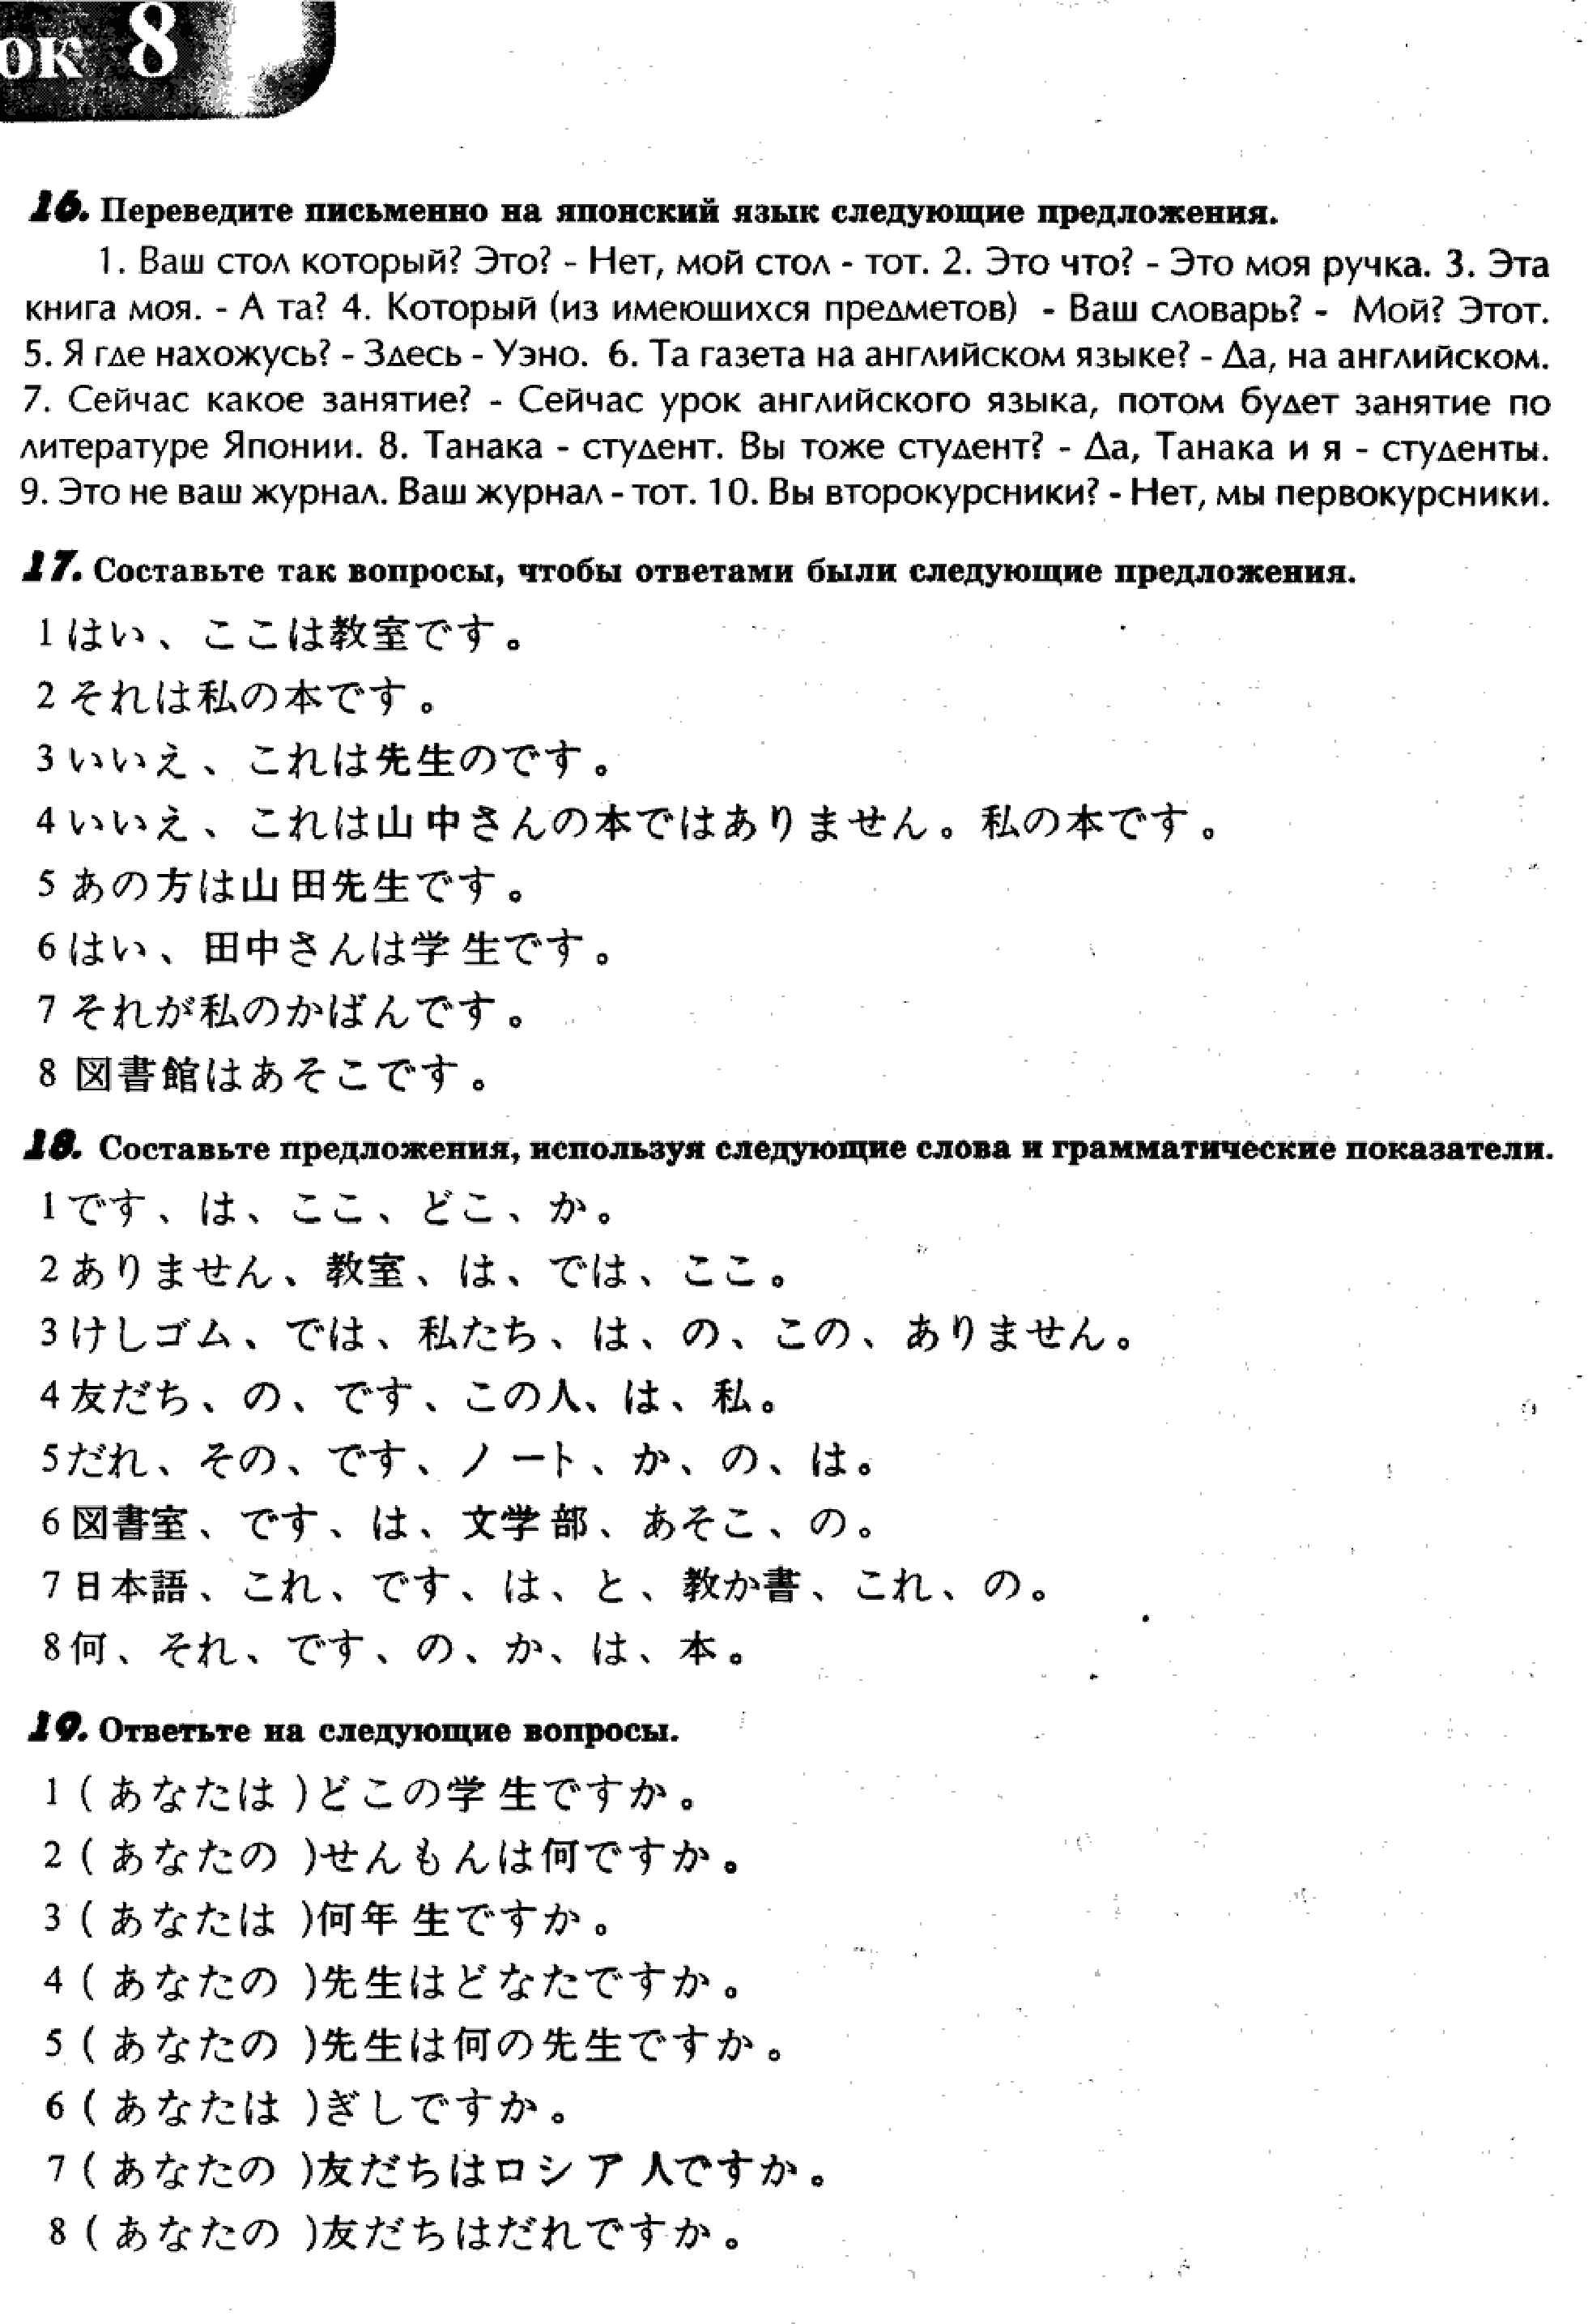 ок 8
16. Переведите письменно на японский язык следующие предложения.
1. Ваш стол который? Это? - Нет, мой стол - тот. 2. Это что? - Это моя ручка. 3. Эта
книга моя. - А та? 4. Который (из имеющихся предметов) - Ваш словарь? - Мой? Этот.
5. Я где нахожусь? - Здесь - Уэно. 6. Та газета на английском языке? - Да, на английском.
7. Сейчас какое занятие? - Сейчас урок английского языка, потом будет занятие по
литературе Японии. 8. Танака - студент. Вы тоже студент? - Да, Танака и я - студенты.
9. Это не ваш журнал. Ваш журнал - тот. 10. Вы второкурсники? - Нет, мы первокурсники.
17. Составьте так вопросы, чтобы ответами были следующие предложения.
1 はい、ここは教室です。
2 それは私の本です。
3 いいえ、これは先生のです。
4 いいえ、これは山中さんの本ではありません。私の本です。
5 あの方は山田先生です。
6 はい、田中さんは学生です。
7 それが私のかばんです。
8 図書館はあそこです。
18. Составьте предложения, используя следующие слова и грамматические показатели.
1 です、は、ここ、どこ、か。
2 ありません、教室、は、では、ここ。
3 けしゴム、では、私たち、は、の、この、ありません。
4 友だち、の、です、この人、は、私。
5 だれ、その、です、ノート、か、の、は。
6 図書室、です、は、文学部、あそこ、の。
7 日本語、これ、です、は、と、教か書、これ、の。
8 何、それ、です、の、か、は、本。
19. Ответьте на следующие вопросы.
1 ( あなたは )どこの学生ですか。
2 ( あなたの )せんもんは何ですか。
3 ( あなたは )何年生ですか。
4 ( あなたの )先生はどなたですか。
5 ( あなたの )先生は何の先生ですか。
6 ( あなたは )ぎしですか。
7 ( あなたの )友だちはロシア人ですか。
8 ( あなたの )友だちはだれですか。